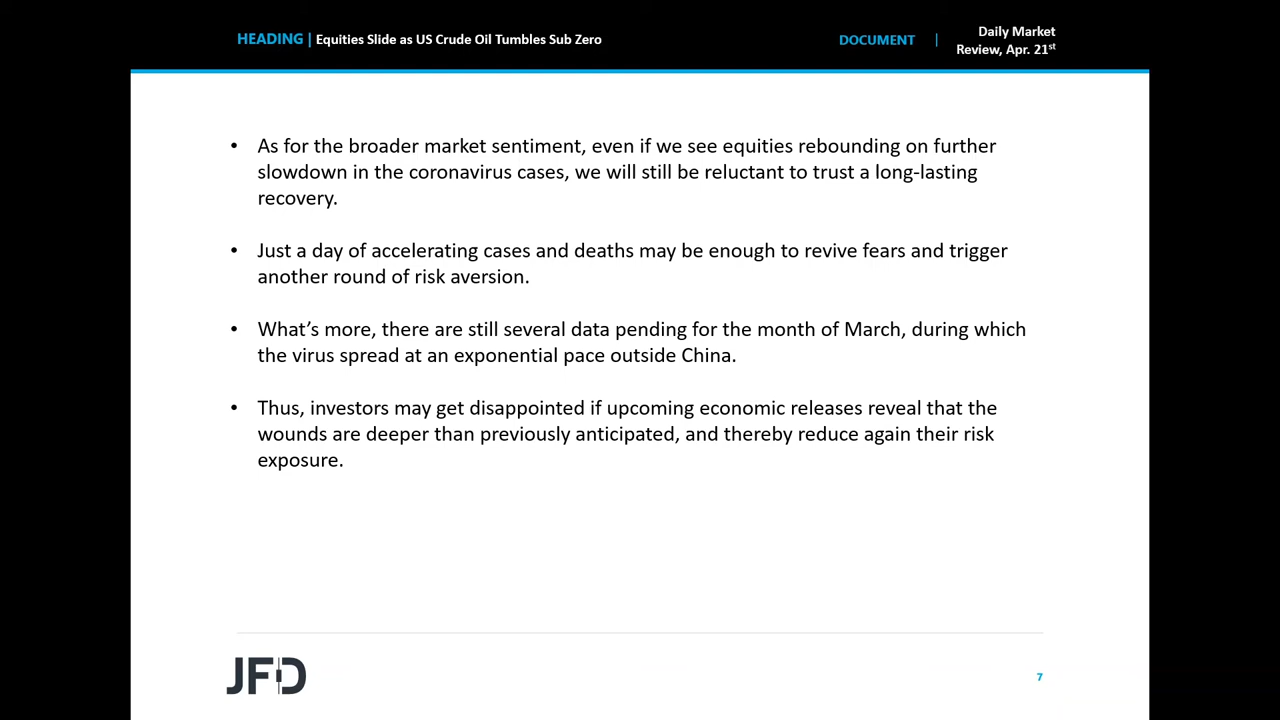 HEADING | Equities Slide as US Crude Oil Tumbles Sub Zero
DOCUMENT |
Daily Market
Review, Apr. 21st
• As for the broader market sentiment, even if we see equities rebounding on further
slowdown in the coronavirus cases, we will still be reluctant to trust a long-lasting
recovery.
• Just a day of accelerating cases and deaths may be enough to revive fears and trigger
another round of risk aversion.
• What’s more, there are still several data pending for the month of March, during which
the virus spread at an exponential pace outside China.
• Thus, investors may get disappointed if upcoming economic releases reveal that the
wounds are deeper than previously anticipated, and thereby reduce again their risk
exposure.
JFD
7